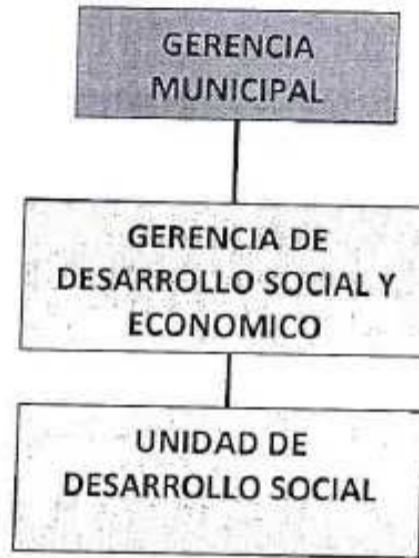 GERENCIA
MUNICIPAL
GERENCIA DE
DESARROLLO SOCIAL Y
ECONOMICO
UNIDAD DE
DESARROLLO SOCIAL